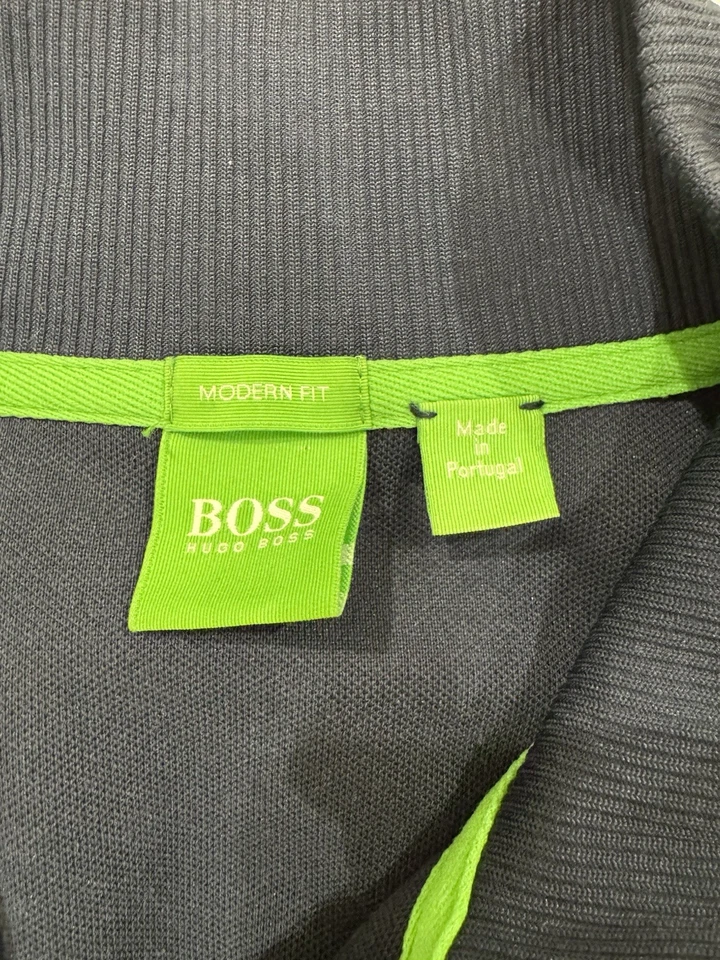 MODERN FIT
BOSS
HUGO BOSS
Made
in
Portugal